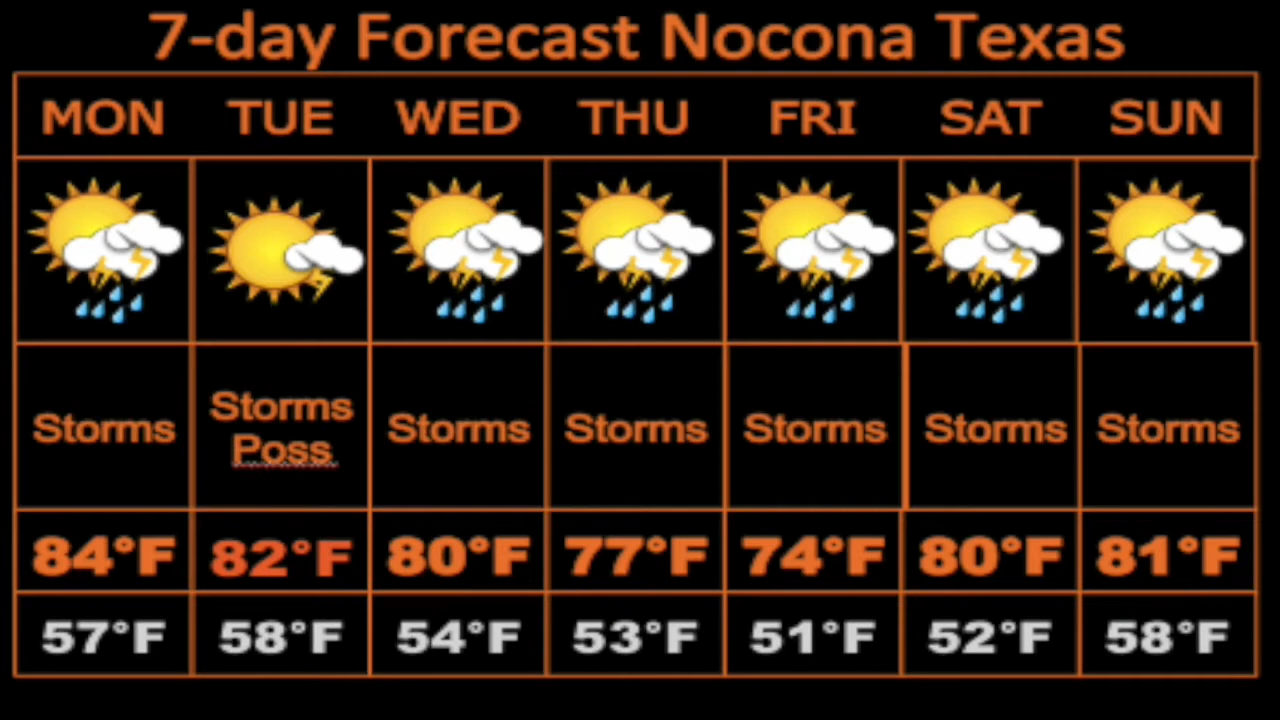 7-day Forecast Nocona Texas
MON TUE WED THU FRI SAT SUN
Storms Storms Poss Storms Storms Storms Storms Storms
84°F 82°F 80°F 77°F 74°F 80°F 81°F
57°F 58°F 54°F 53°F 51°F 52°F 58°F